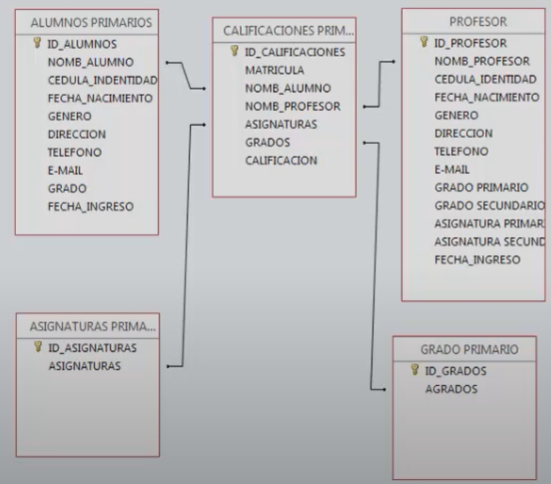 ALUMNOS PRIMARIOS
ID_ALUMNOS
NOMB_ALUMNO
CEDULA_INDENTIDAD
FECHA_NACIMIENTO
GENERO
DIRECCION
TELEFONO
E-MAIL
GRADO
FECHA_INGRESO
CALIFICACIONES PRIM...
ID_CALIFICACIONES
MATRICULA
NOMB_ALUMNO
NOMB_PROFESOR
ASIGNATURAS
GRADOS
CALIFICACION
PROFESOR
ID_PROFESOR
NOMB_PROFESOR
CEDULA_IDENTIDAD
FECHA_NACIMIENTO
GENERO
DIRECCION
TELEFONO
E-MAIL
GRADO PRIMARIO
GRADO SECUNDARIO
ASIGNATURA PRIMAR
ASIGNATURA SECUND
FECHA_INGRESO
ASIGNATURAS PRIMA...
ID_ASIGNATURAS
ASIGNATURAS
GRADO PRIMARIO
ID_GRADOS
AGRADOS